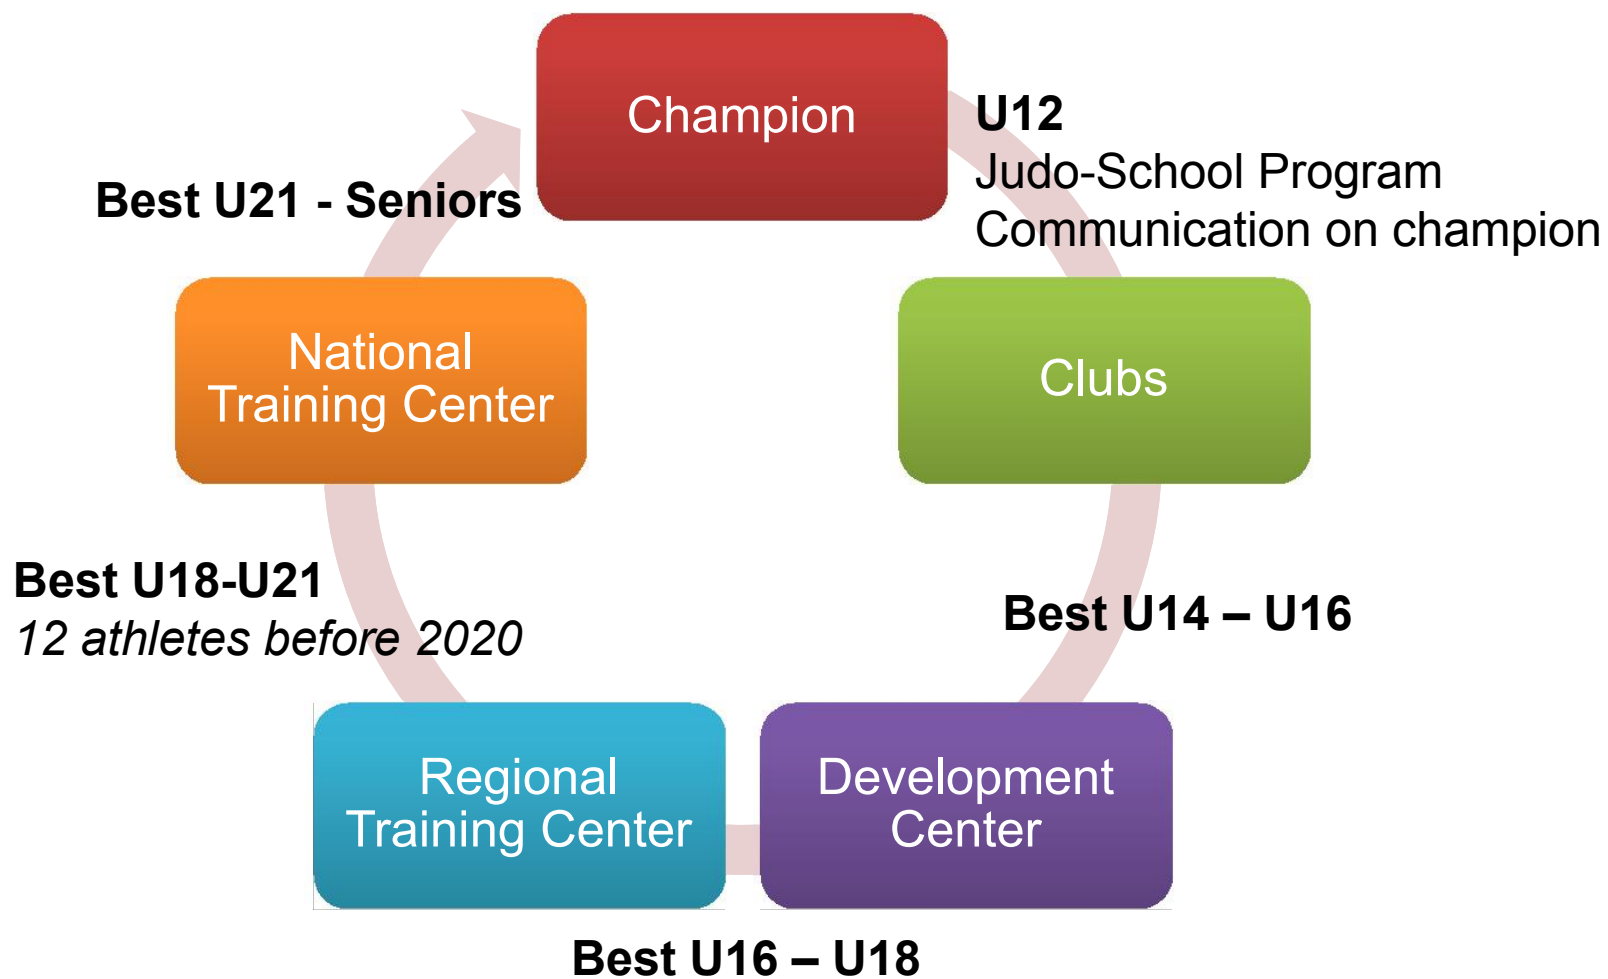 Champion
U12
Judo-School Program
Communication on champion
Best U21 - Seniors
National
Training Center
Clubs
Best U18-U21
12 athletes before 2020
Best U14 – U16
Regional
Training Center
Development
Center
Best U16 – U18